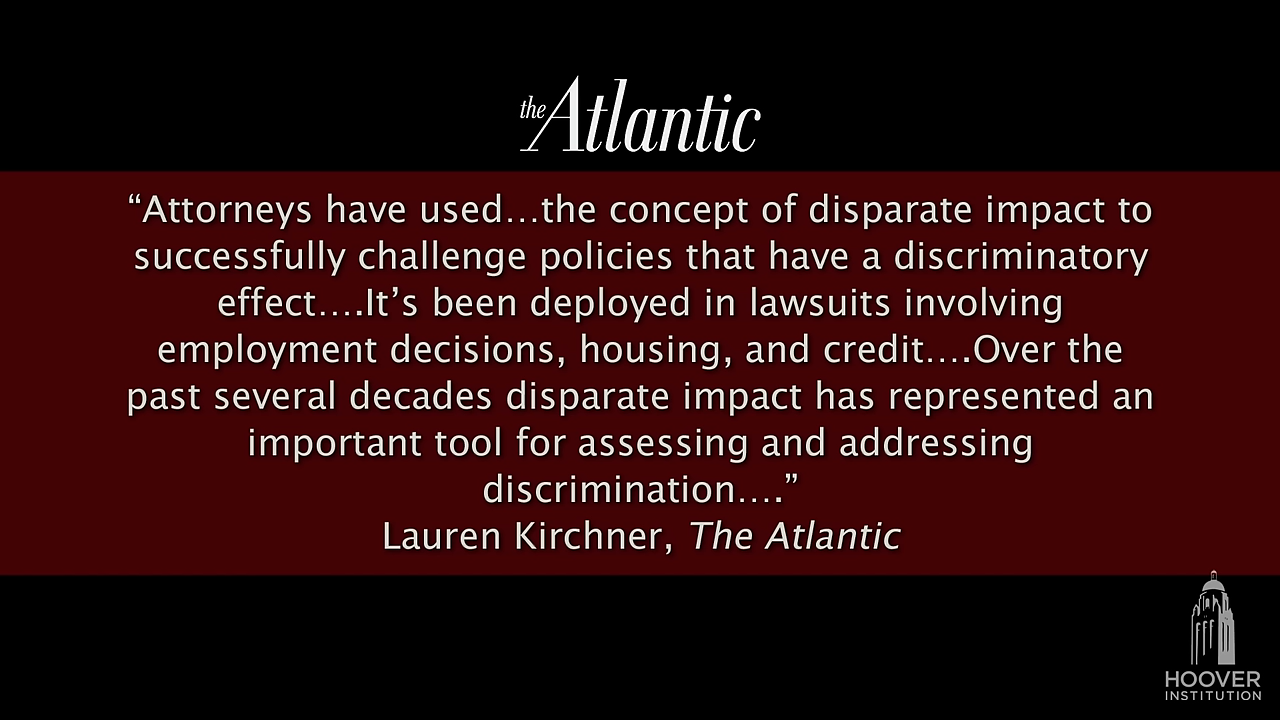 the Atlantic
“Attorneys have used…the concept of disparate impact to
successfully challenge policies that have a discriminatory
effect….It’s been deployed in lawsuits involving
employment decisions, housing, and credit….Over the
past several decades disparate impact has represented an
important tool for assessing and addressing
discrimination….”
Lauren Kirchner, The Atlantic
HOOVER
INSTITUTION